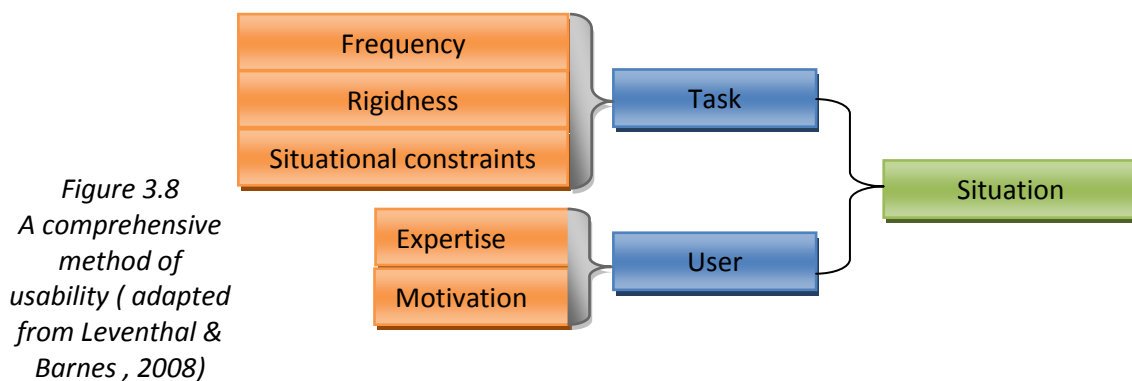 Frequency
Rigidness
Situational constraints
Task
Expertise
Motivation
User
Situation
Figure 3.8
A comprehensive
method of
usability ( adapted
from Leventhal &
Barnes , 2008)